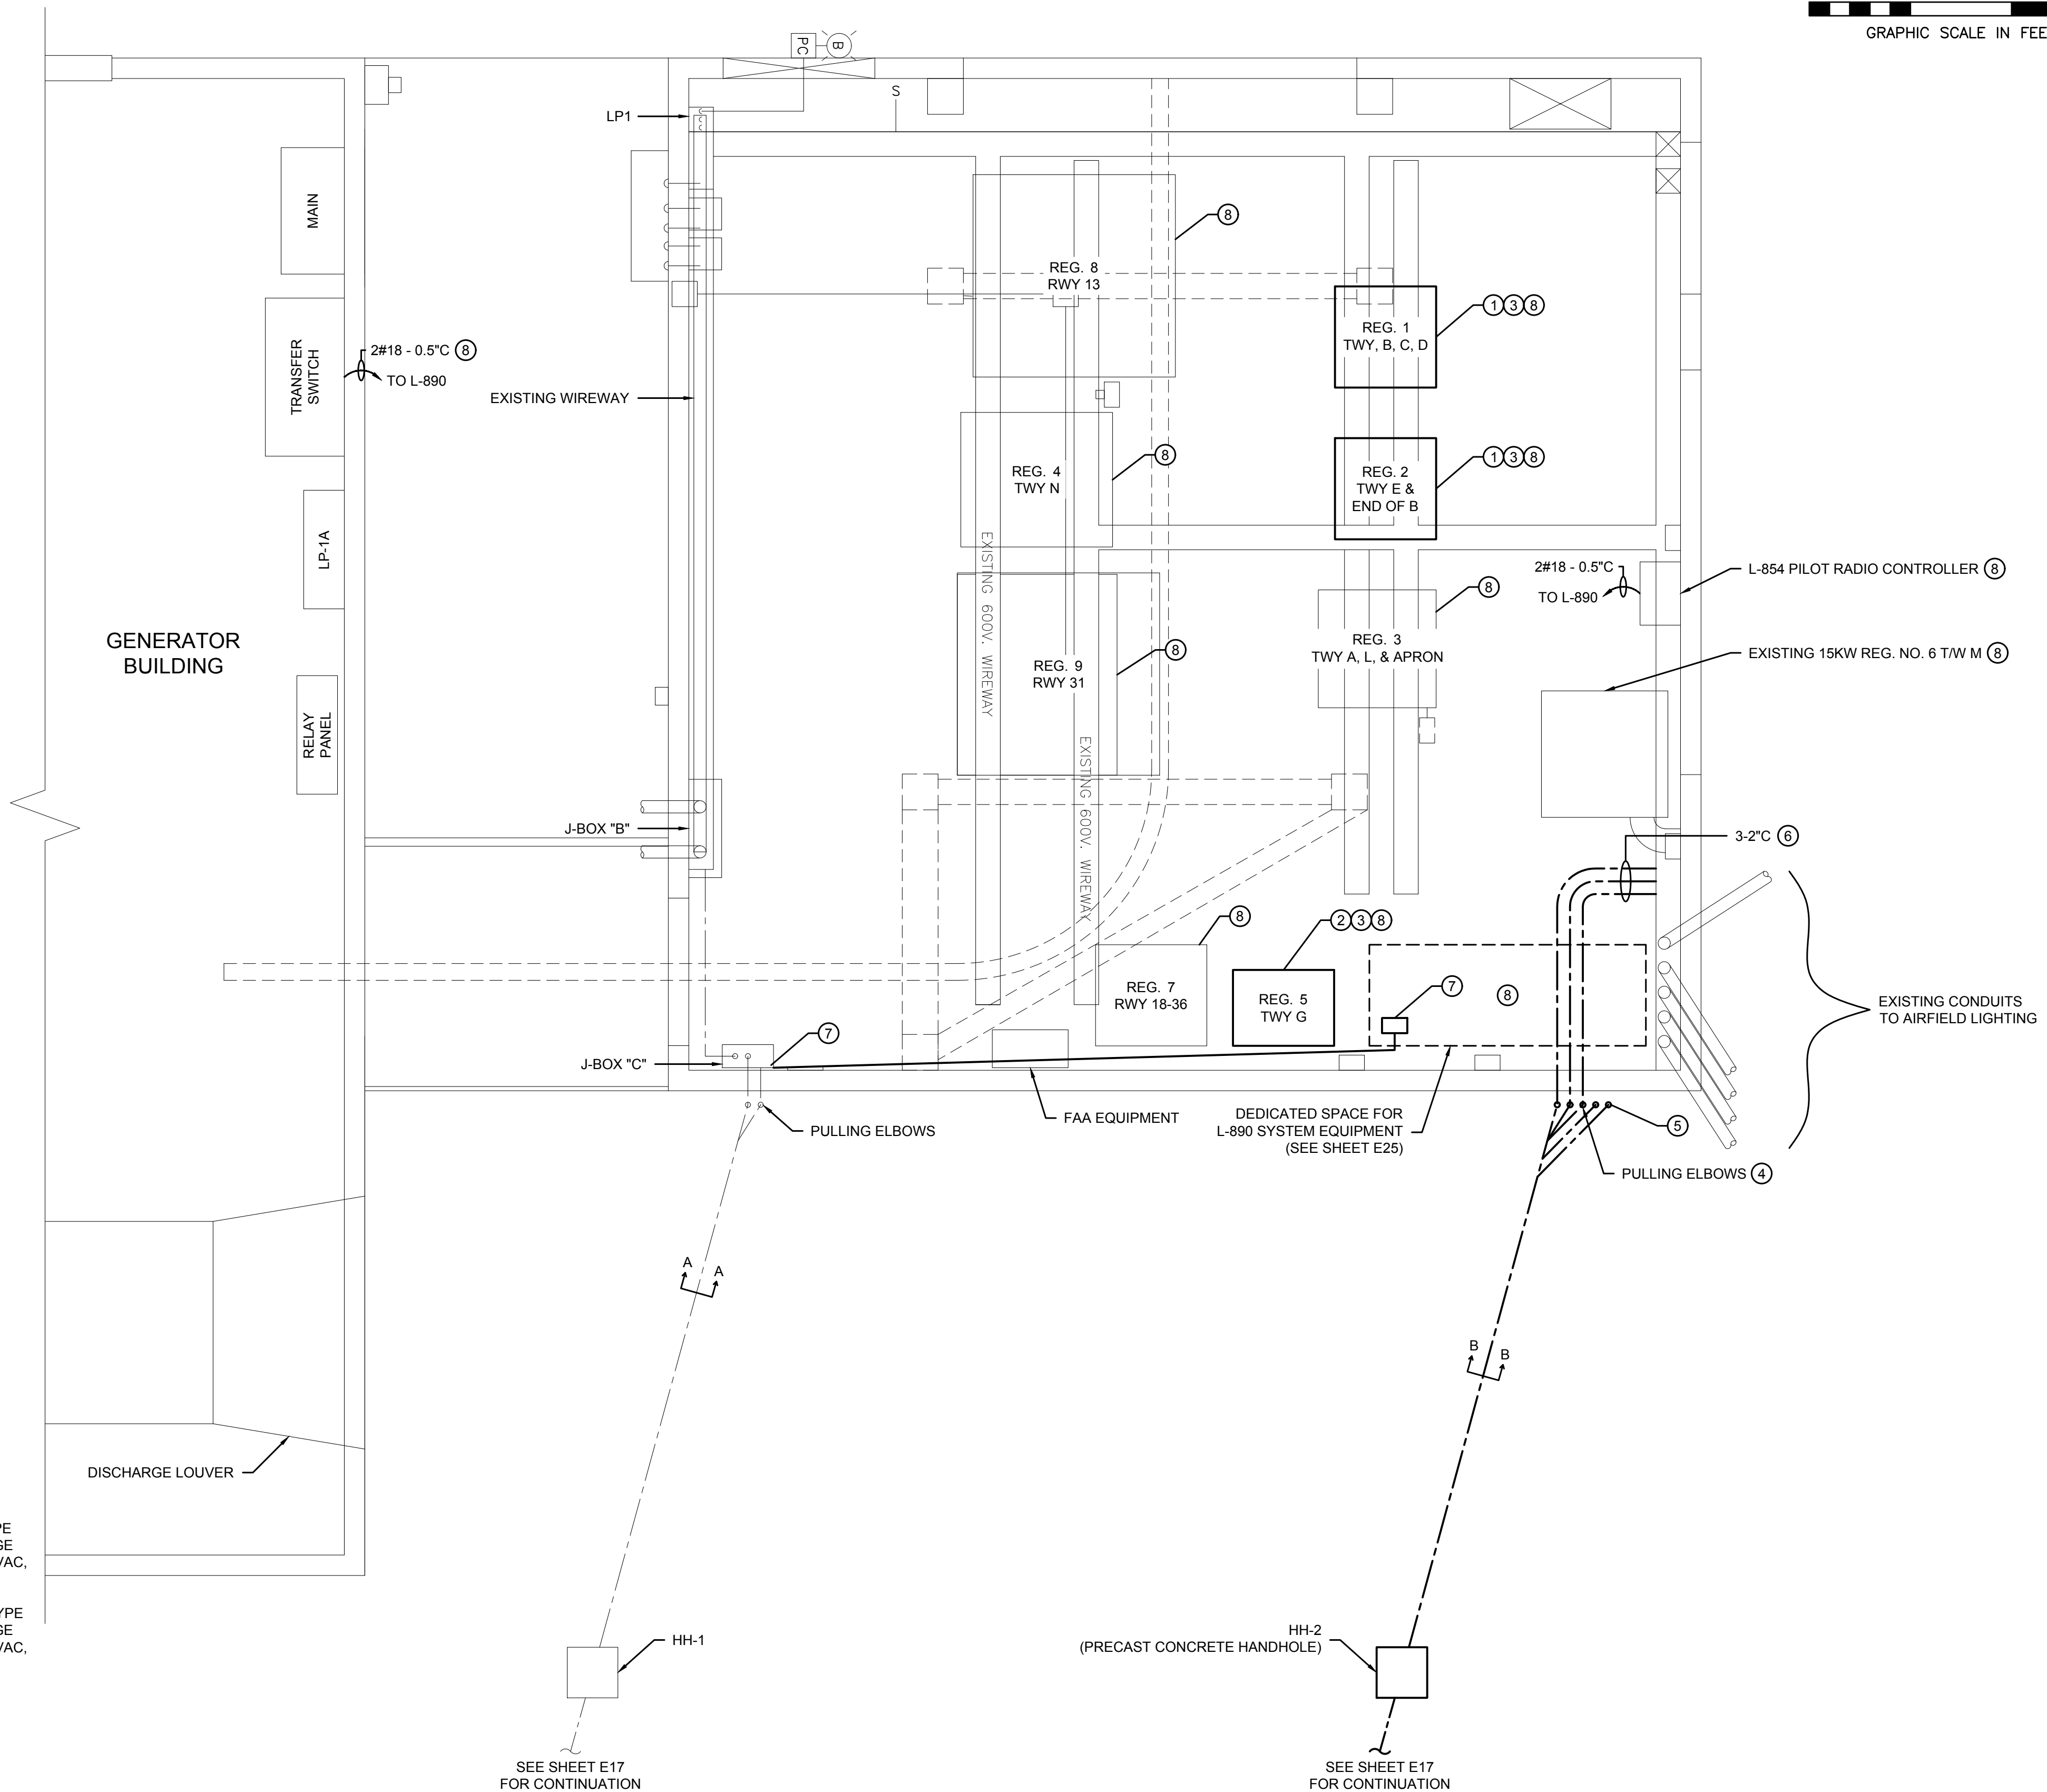 GRAPHIC SCALE IN FEE
PC
B
S
LP1
MAIN
8
REG. 8
RWY 13
1 3 8
REG. 1
TWY, B, C, D
TRANSFER
SWITCH
2#18 - 0.5"C 8
TO L-890
EXISTING WIREWAY
8
REG. 4
TWY N
1 3 8
REG. 2
TWY E &
END OF B
LP-1A
EXISTING 600V. WIREWAY
2#18 - 0.5"C
TO L-890
L-854 PILOT RADIO CONTROLLER 8
8
REG. 3
TWY A, L, & APRON
GENERATOR
BUILDING
8
REG. 9
RWY 31
EXISTING 15KW REG. NO. 6 T/W M 8
RELAY
PANEL
EXISTING 600V. WIREWAY
J-BOX "B"
3-2"C 6
8
2 3 8
REG. 7
RWY 18-36
REG. 5
TWY G
7
8
EXISTING CONDUITS
TO AIRFIELD LIGHTING
7
J-BOX "C"
PULLING ELBOWS
FAA EQUIPMENT
DEDICATED SPACE FOR
L-890 SYSTEM EQUIPMENT
(SEE SHEET E25)
5
PULLING ELBOWS 4
A
A
B
B
DISCHARGE LOUVER
PE
GE
VAC,
YPE
GE
VAC,
HH-1
HH-2
(PRECAST CONCRETE HANDHOLE)
SEE SHEET E17
FOR CONTINUATION
SEE SHEET E17
FOR CONTINUATION